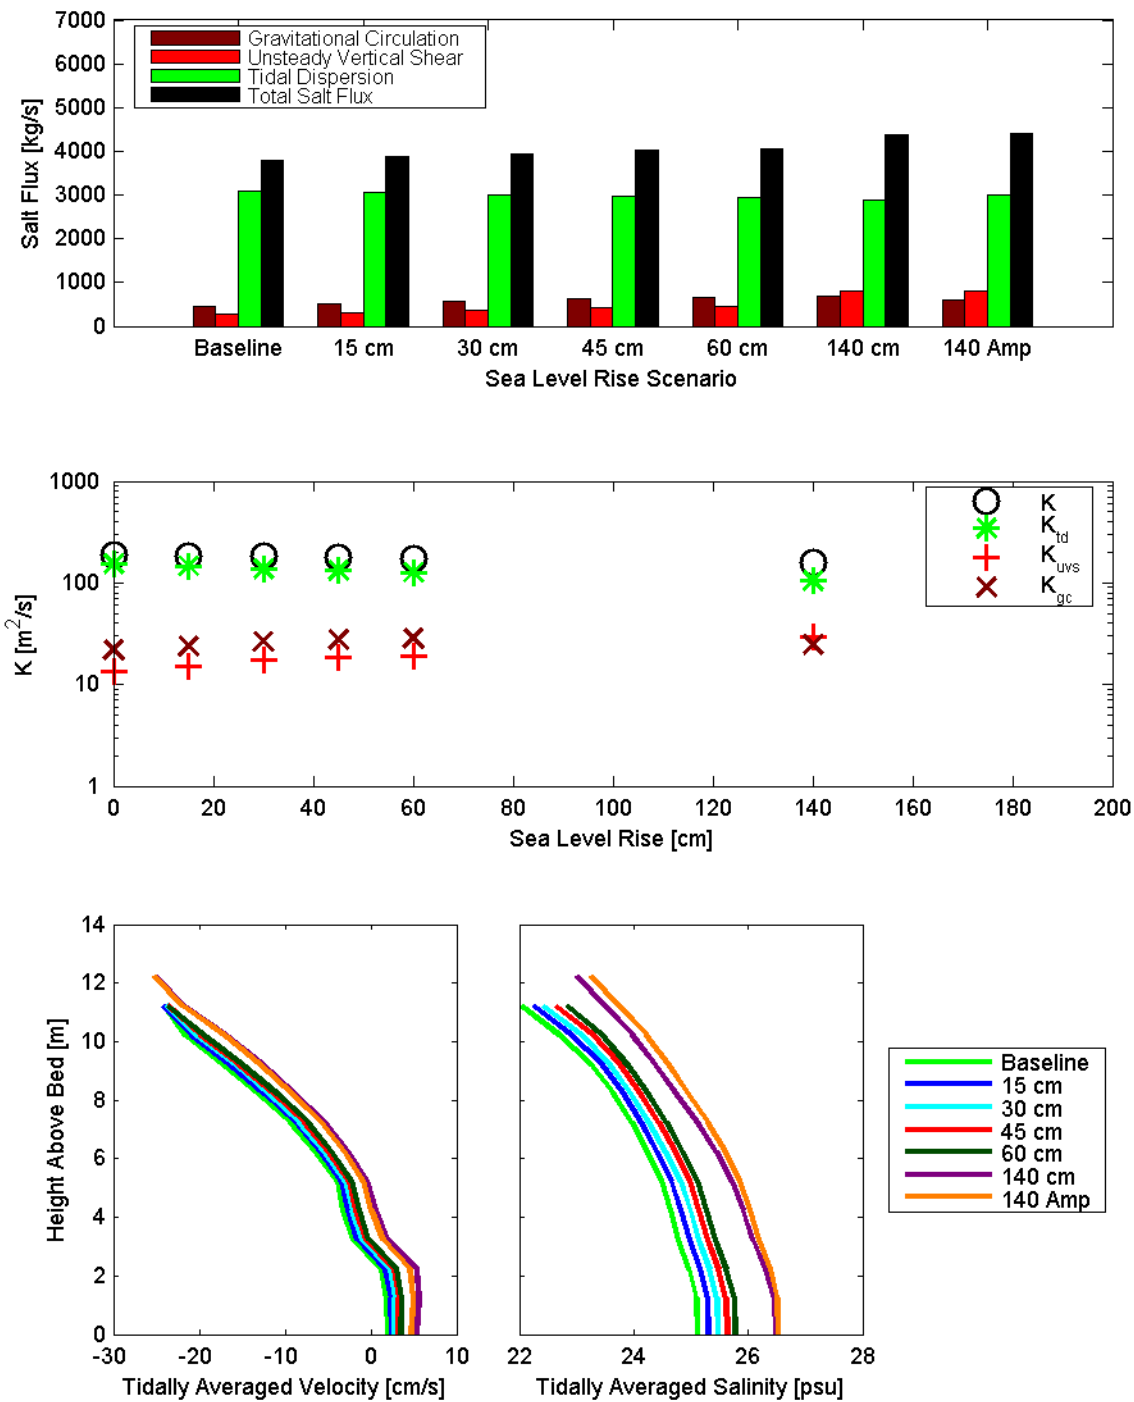 7000
6000
5000
4000
3000
2000
1000
0
Salt Flux [kg/s]
Gravitational Circulation
Unsteady Vertical Shear
Tidal Dispersion
Total Salt Flux
Baseline 15 cm 30 cm 45 cm 60 cm 140 cm 140 Amp
Sea Level Rise Scenario
1000
100
10
1
K [m²/s]
K
K_td
K_uvs
K_gc
0 20 40 60 80 100 120 140 160 180 200
Sea Level Rise [cm]
14
12
10
8
6
4
2
0
Height Above Bed [m]
-30 -20 -10 0 10
Tidally Averaged Velocity [cm/s]
22 24 26 28
Tidally Averaged Salinity [psu]
Baseline
15 cm
30 cm
45 cm
60 cm
140 cm
140 Amp